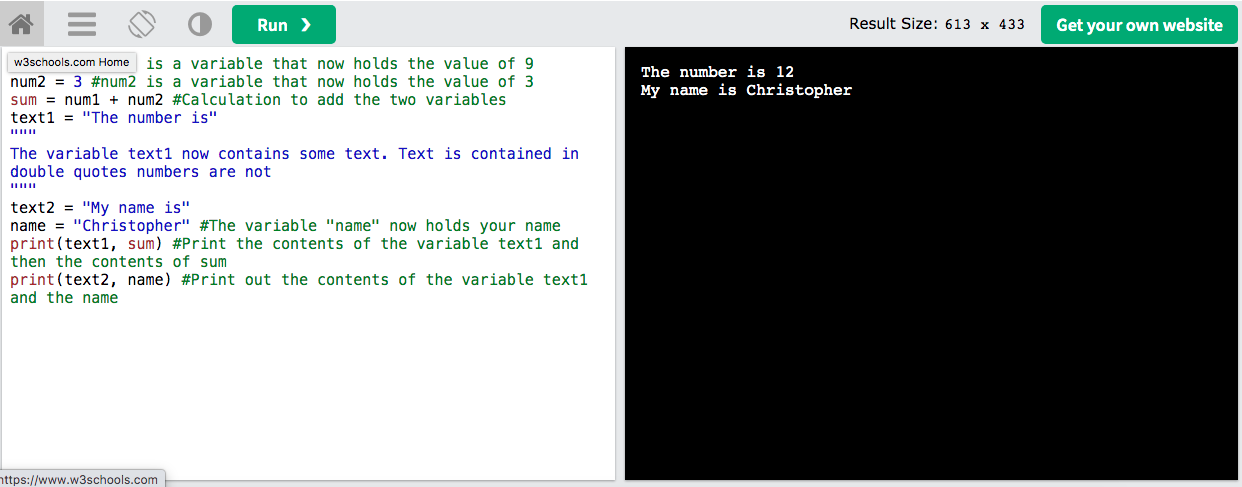 Run ❯
Result Size: 613 x 433
Get your own website
w3schools.com Home
is a variable that now holds the value of 9
num2 = 3 #num2 is a variable that now holds the value of 3
sum = num1 + num2 #Calculation to add the two variables
text1 = "The number is"
"""
The variable text1 now contains some text. Text is contained in
double quotes numbers are not
"""
text2 = "My name is"
name = "Christopher" #The variable "name" now holds your name
print(text1, sum) #Print the contents of the variable text1 and
then the contents of sum
print(text2, name) #Print out the contents of the variable text1
and the name
The number is 12
My name is Christopher
https://www.w3schools.com